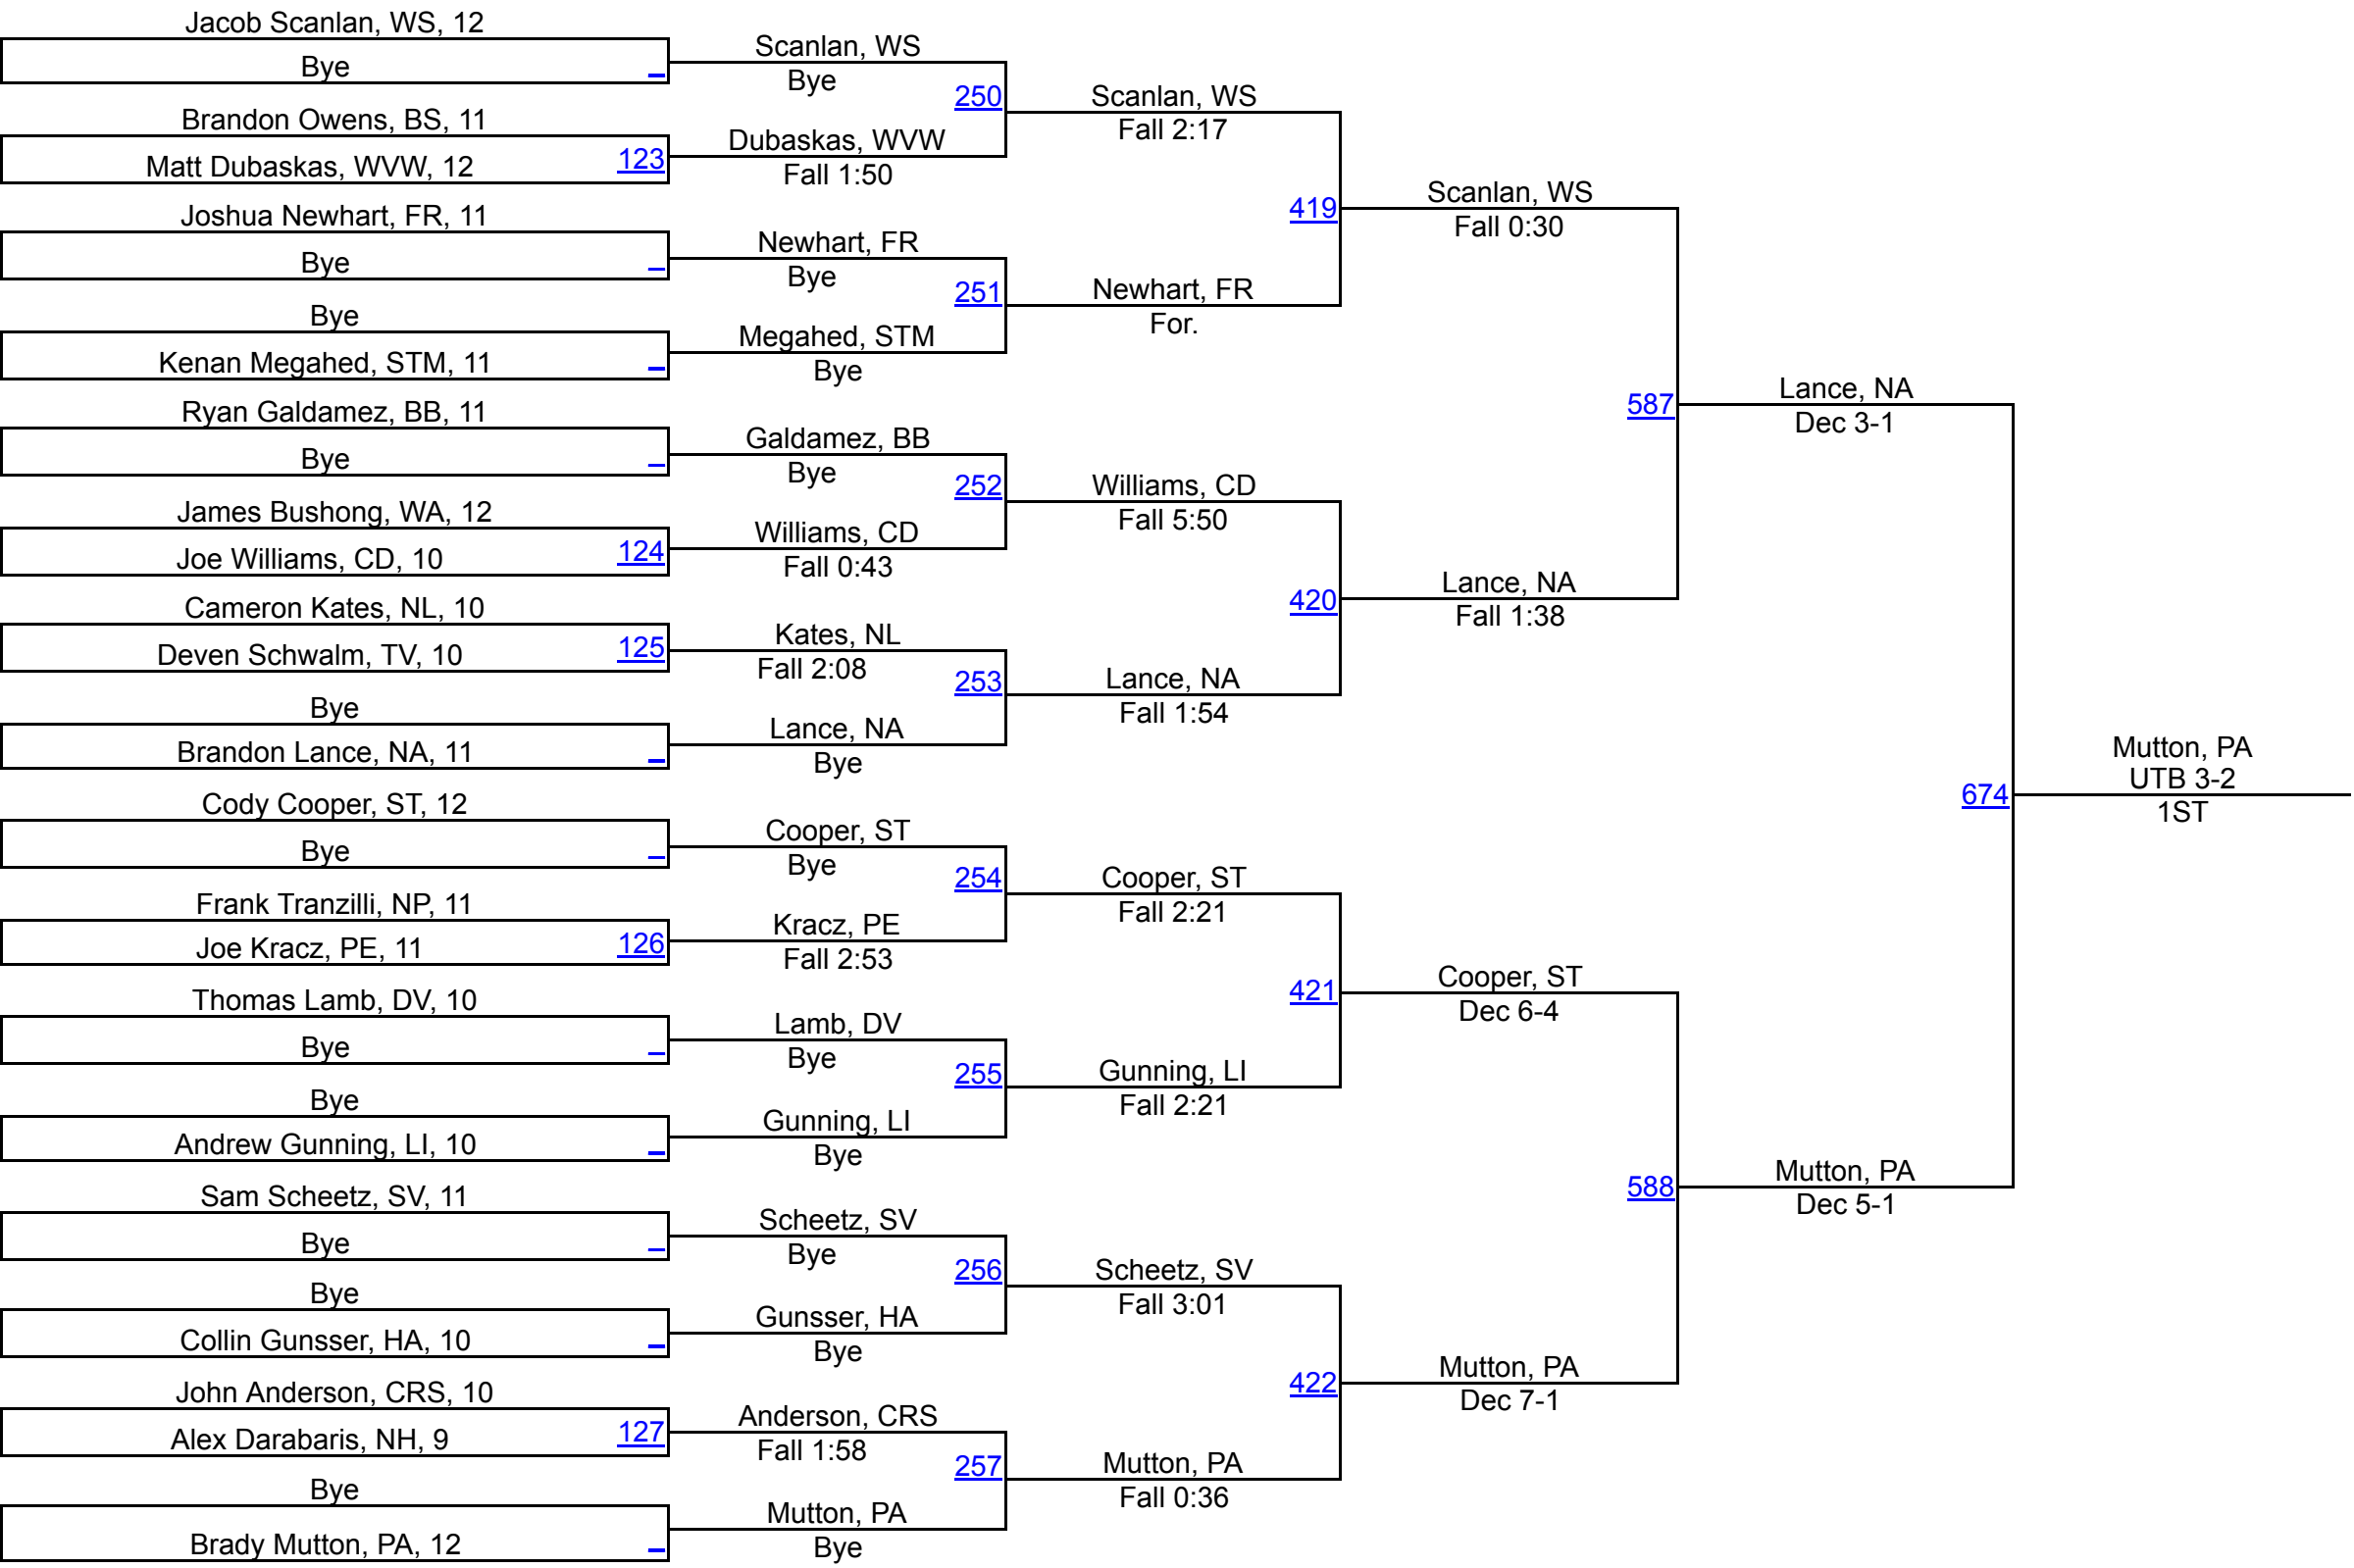 Jacob Scanlan, WS, 12
Bye
Brandon Owens, BS, 11
Matt Dubaskas, WVW, 12
123
Joshua Newhart, FR, 11
Bye
Bye
Kenan Megahed, STM, 11
Ryan Galdamez, BB, 11
Bye
James Bushong, WA, 12
Joe Williams, CD, 10
124
Cameron Kates, NL, 10
Deven Schwalm, TV, 10
125
Bye
Brandon Lance, NA, 11
Cody Cooper, ST, 12
Bye
Frank Tranzilli, NP, 11
Joe Kracz, PE, 11
126
Thomas Lamb, DV, 10
Bye
Bye
Andrew Gunning, LI, 10
Sam Scheetz, SV, 11
Bye
Bye
Collin Gunsser, HA, 10
John Anderson, CRS, 10
Alex Darabaris, NH, 9
127
Bye
Brady Mutton, PA, 12
Scanlan, WS
Bye
250
Dubaskas, WVW
Fall 1:50
Newhart, FR
Bye
251
Megahed, STM
Bye
Galdamez, BB
Bye
252
Williams, CD
Fall 0:43
Kates, NL
Fall 2:08
253
Lance, NA
Bye
Cooper, ST
Bye
254
Kracz, PE
Fall 2:53
Lamb, DV
Bye
255
Gunning, LI
Bye
Scheetz, SV
Bye
256
Gunsser, HA
Bye
Anderson, CRS
Fall 1:58
257
Mutton, PA
Bye
Scanlan, WS
Fall 2:17
419
Newhart, FR
For.
Williams, CD
Fall 5:50
420
Lance, NA
Fall 1:54
Cooper, ST
Fall 2:21
421
Gunning, LI
Fall 2:21
Scheetz, SV
Fall 3:01
422
Mutton, PA
Fall 0:36
Scanlan, WS
Fall 0:30
587
Lance, NA
Fall 1:38
Cooper, ST
Dec 6-4
588
Mutton, PA
Dec 7-1
Lance, NA
Dec 3-1
674
Mutton, PA
Dec 5-1
Mutton, PA
UTB 3-2
1ST